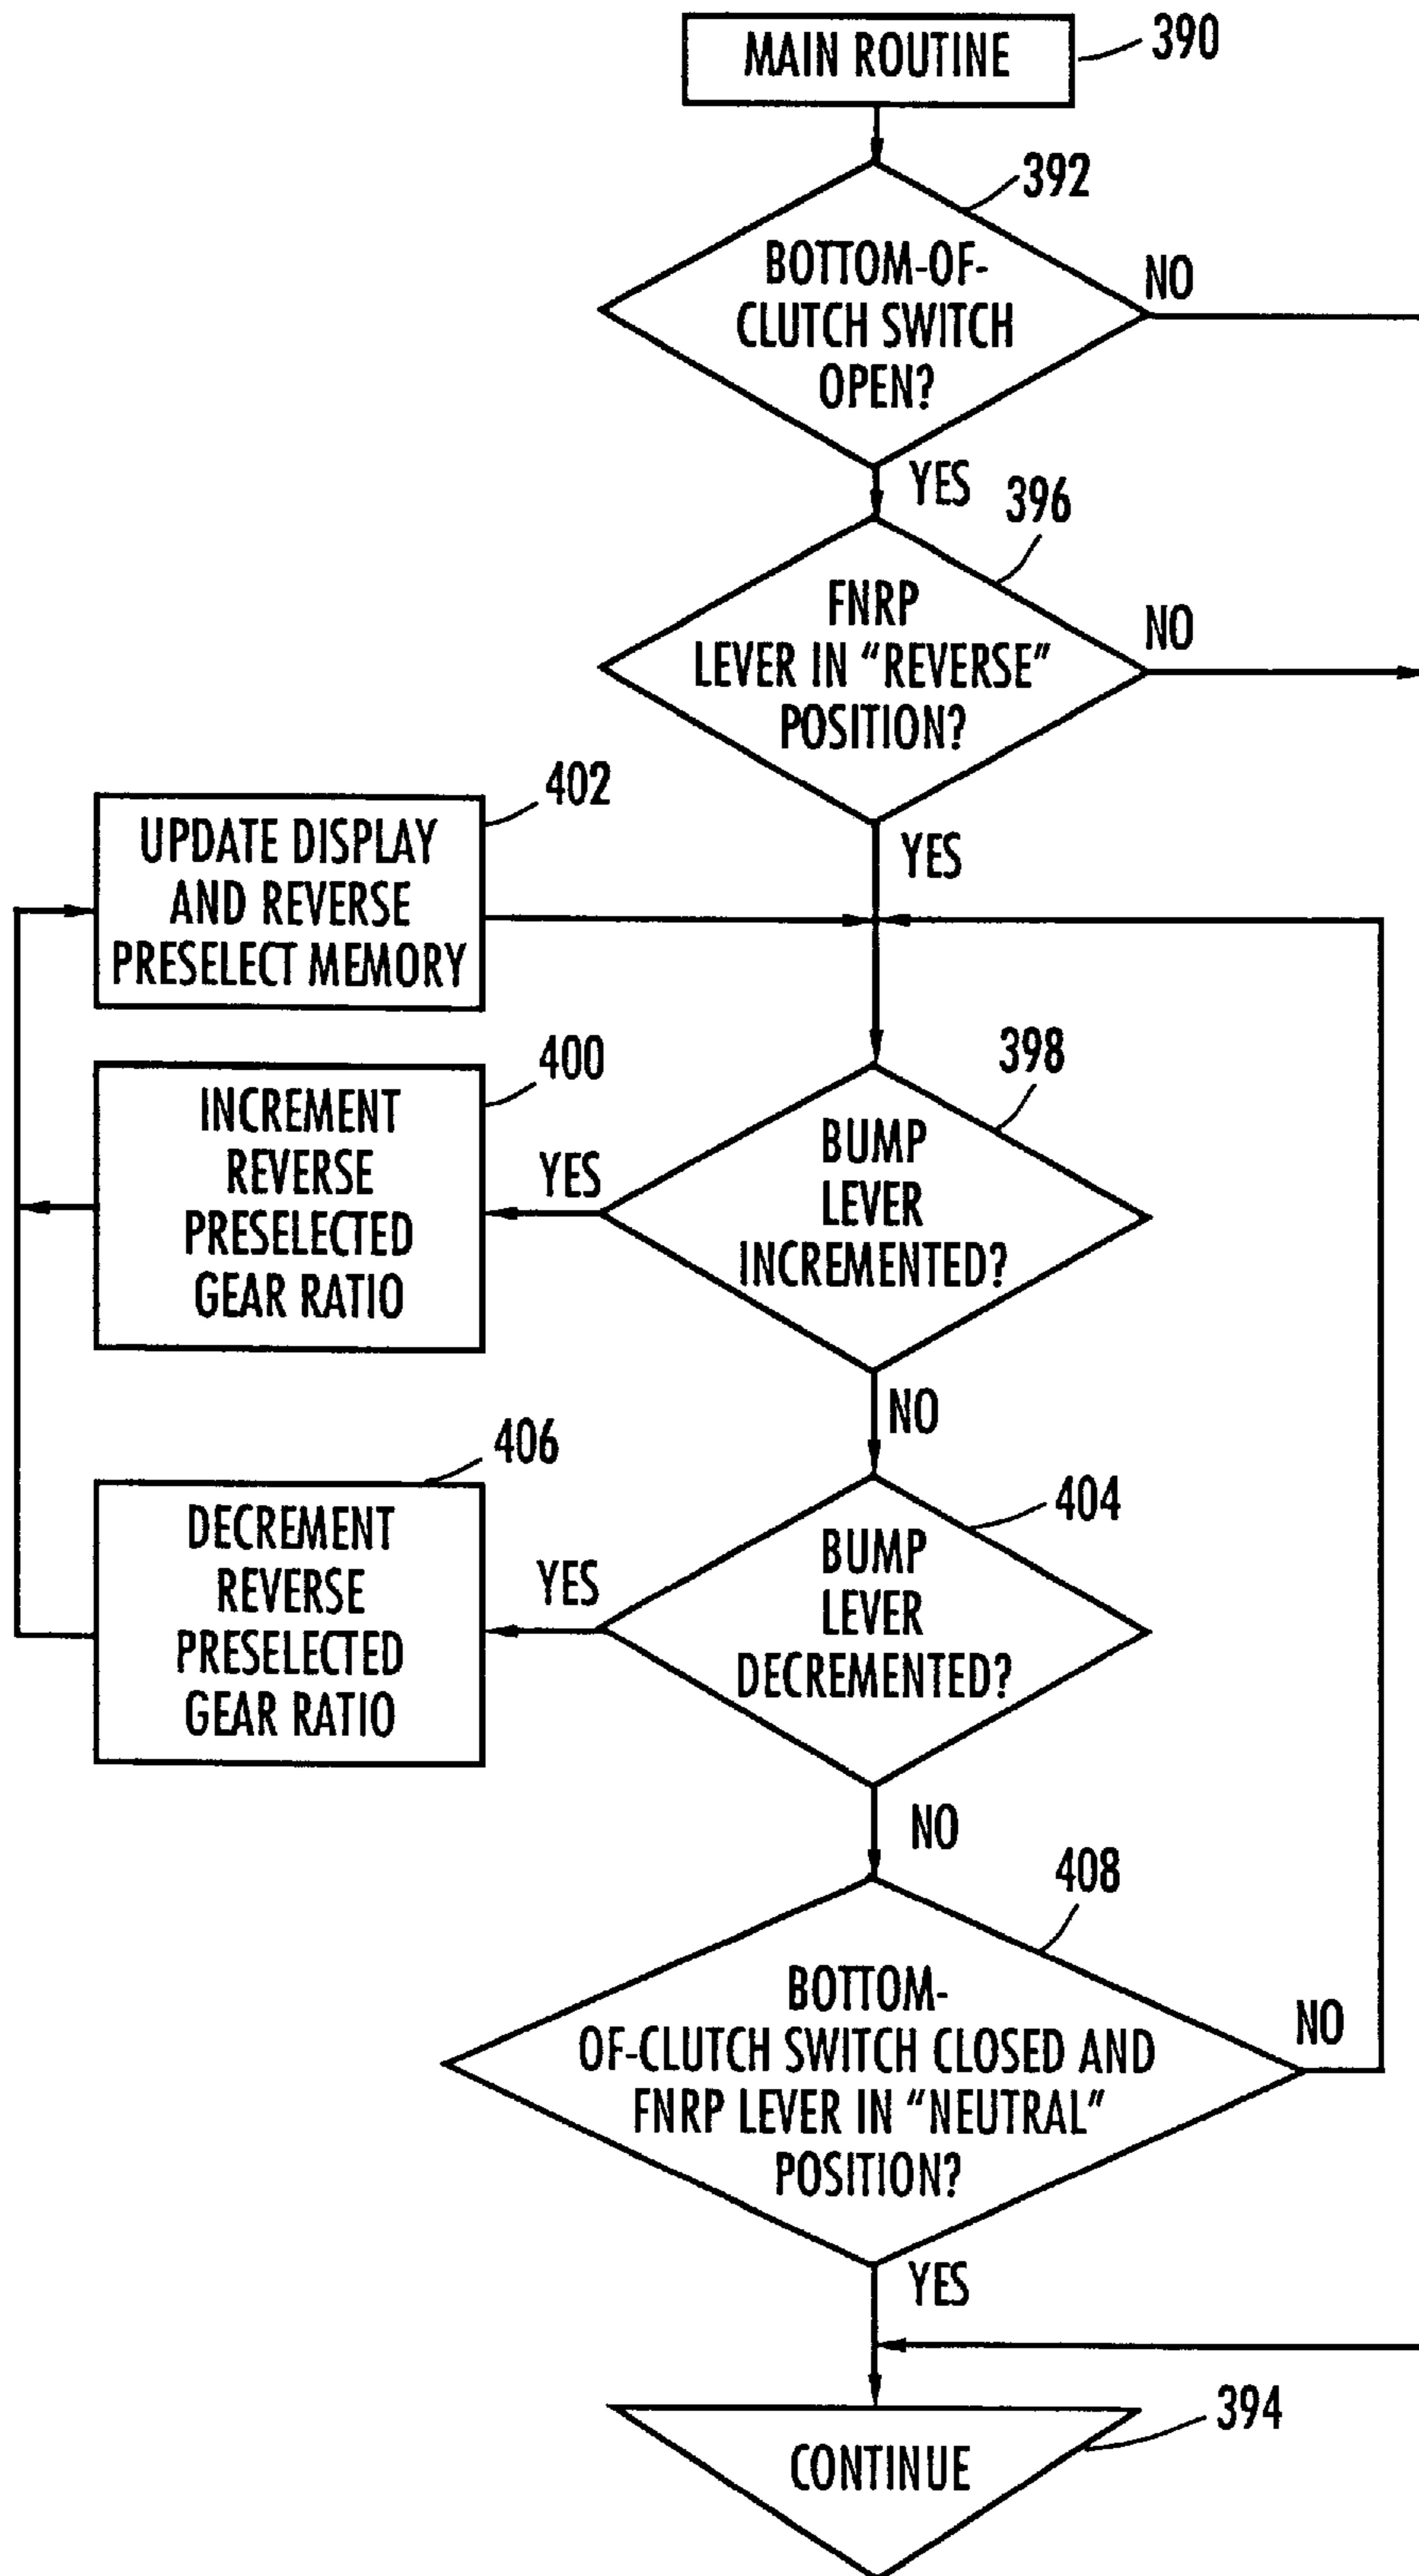 MAIN ROUTINE
390
392
BOTTOM-OF-
CLUTCH SWITCH
OPEN?
NO
YES
396
FNRP
LEVER IN “REVERSE”
POSITION?
NO
YES
402
UPDATE DISPLAY
AND REVERSE
PRESELECT MEMORY
398
BUMP
LEVER
INCREMENTED?
YES
400
INCREMENT
REVERSE
PRESELECTED
GEAR RATIO
NO
404
BUMP
LEVER
DECREMENTED?
YES
406
DECREMENT
REVERSE
PRESELECTED
GEAR RATIO
NO
408
BOTTOM-
OF-CLUTCH SWITCH CLOSED AND
FNRP LEVER IN “NEUTRAL”
POSITION?
NO
YES
394
CONTINUE